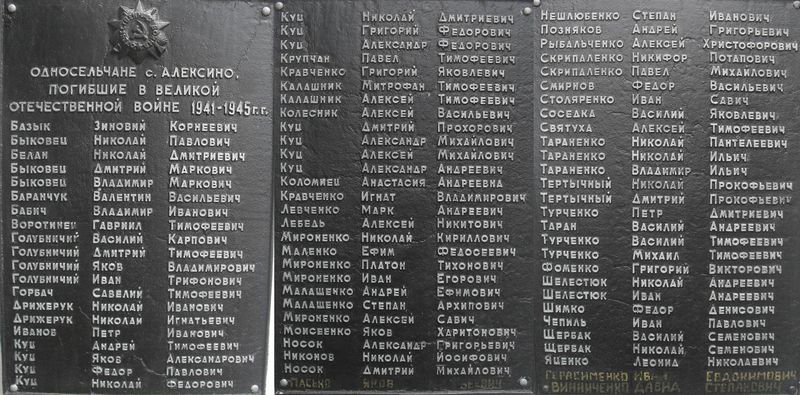 ОДНОСЕЛЬЧАНЕ с. АЛЕКСИНО,
ПОГИБШИЕ В ВЕЛИКОЙ
ОТЕЧЕСТВЕННОЙ ВОЙНЕ 1941-1945г.г.
БАЗЫК ЗИНОВИЙ КОРНЕЕВИЧ
БЫКОВЕЦ НИКОЛАЙ ПАВЛОВИЧ
БЕЛАН НИКОЛАЙ ДМИТРИЕВИЧ
БЫКОВЕЦ ДМИТРИЙ МАРКОВИЧ
БЫКОВЕЦ ВЛАДИМИР МАРКОВИЧ
БАРАНЧУК ВАЛЕНТИН ВАСИЛЬЕВИЧ
БАБИЧ ВЛАДИМИР ИВАНОВИЧ
ВОРОТИНЕЦ ГАВРИИЛ ТИМОФЕЕВИЧ
ГОЛУБНИЧИЙ ВАСИЛИЙ КАРПОВИЧ
ГОЛУБНИЧИЙ ДМИТРИЙ ТИМОФЕЕВИЧ
ГОЛУБНИЧИЙ ЯКОВ ВЛАДИМИРОВИЧ
ГОЛУБНИЧИЙ ИВАН ТРИФОНОВИЧ
ГОРБАЧ САВЕЛИЙ ТИМОФЕЕВИЧ
ДРИЖЕРУК НИКОЛАЙ ИВАНОВИЧ
ДРИЖЕРУК НИКОЛАЙ ИГНАТЬЕВИЧ
ИВАНОВ ПЕТР ИВАНОВИЧ
КУЦ АНДРЕЙ ТИМОФЕЕВИЧ
КУЦ ЯКОВ АЛЕКСАНДРОВИЧ
КУЦ ФЕДОР ПАВЛОВИЧ
КУЦ НИКОЛАЙ ФЕДОРОВИЧ
КУЦ НИКОЛАЙ ДМИТРИЕВИЧ
КУЦ ГРИГОРИЙ ФЕДОРОВИЧ
КУЦ АЛЕКСАНДР ФЕДОРОВИЧ
КРУПЧАН ПАВЕЛ ТИМОФЕЕВИЧ
КРАВЧЕНКО ГРИГОРИЙ ЯКОВЛЕВИЧ
КАЛАШНИК МИТРОФАН ТИМОФЕЕВИЧ
КАЛАШНИК АЛЕКСЕЙ ТИМОФЕЕВИЧ
КОЛЕСНИК АЛЕКСЕЙ ВАСИЛЬЕВИЧ
КУЦ ДМИТРИЙ ПРОХОРОВИЧ
КУЦ АЛЕКСАНДР МИХАЙЛОВИЧ
КУЦ АЛЕКСЕЙ МИХАЙЛОВИЧ
КУЦ АЛЕКСАНДР АНДРЕЕВИЧ
КОЛОМИЕЦ АНАСТАСИЯ АНДРЕЕВНА
КРАВЧЕНКО ИГНАТ ВЛАДИМИРОВИЧ
ЛЕВЧЕНКО МАРК АНДРЕЕВИЧ
ЛЕБЕДЬ АЛЕКСЕЙ НИКИТОВИЧ
МИРОНЕНКО НИКОЛАЙ КИРИЛЛОВИЧ
МАЛЕНКО ЕФИМ ФЕДОСЕЕВИЧ
МИРОНЕНКО ПЛАТОН ТИХОНОВИЧ
МИРОНЕНКО ИВАН ЕГОРОВИЧ
МАЛАШЕНКО АНДРЕЙ ЕФИМОВИЧ
МАЛАШЕНКО СТЕПАН АРХИПОВИЧ
МИРОНЕНКО АЛЕКСЕЙ САВИЧ
МОИСЕЕНКО ЯКОВ ХАРИТОНОВИЧ
НОСОК АЛЕКСАНДР ГРИГОРЬЕВИЧ
НИКОНОВ НИКОЛАЙ ЙОСИФОВИЧ
НОСОК ДМИТРИЙ МИХАЙЛОВИЧ
ПАСЬКО ЯКОВ
НЕШЛЮБЕНКО СТЕПАН ИВАНОВИЧ
ПОЗНЯКОВ АНДРЕЙ ГРИГОРЬЕВИЧ
РЫБАЛЬЧЕНКО АЛЕКСЕЙ ХРИСТОФОРОВИЧ
СКРИПАЛЕНКО НИКИФОР ПОТАПОВИЧ
СКРИПАЛЕНКО ПАВЕЛ МИХАЙЛОВИЧ
СМИРНОВ ФЕДОР ВАСИЛЬЕВИЧ
СТОЛЯРЕНКО ИВАН САВИЧ
СОСЕДКА ВАСИЛИЙ ЯКОВЛЕВИЧ
СВЯТУХА АЛЕКСЕЙ ТИМОФЕЕВИЧ
ТАРАНЕНКО НИКОЛАЙ ПАНТЕЛЕЕВИЧ
ТАРАНЕНКО НИКОЛАЙ ИЛЬИЧ
ТАРАНЕНКО ВЛАДИМИР ИЛЬИЧ
ТЕРТЫЧНЫЙ НИКОЛАЙ ПРОКОФЬЕВИЧ
ТЕРТЫЧНЫЙ ДМИТРИЙ ПРОКОФЬЕВИЧ
ТУРЧЕНКО ПЕТР ДМИТРИЕВИЧ
ТАРАН ВАСИЛИЙ АНДРЕЕВИЧ
ТУРЧЕНКО ВАСИЛИЙ ТИМОФЕЕВИЧ
ТУРЧЕНКО МИХАИЛ ТИМОФЕЕВИЧ
ФОМЕНКО ГРИГОРИЙ ВИКТОРОВИЧ
ШЕЛЕСТЮК НИКОЛАЙ АНДРЕЕВИЧ
ШЕЛЕСТЮК ИВАН АНДРЕЕВИЧ
ШИМКО ФЕДОР ДЕНИСОВИЧ
ЧЕПИЛЬ ИВАН ПАВЛОВИЧ
ЩЕРБАК ВАСИЛИЙ СЕМЕНОВИЧ
ЩЕРБАК НИКОЛАЙ СЕМЕНОВИЧ
ЯЦЕНКО ЛЕОНИД НИКОЛАЕВИЧ
ГЕРАСИМЕНКО ИВАН ЕВДОКИМОВИЧ
ВИННИЧЕНКО ДАВИД СТЕПАНОВИЧ